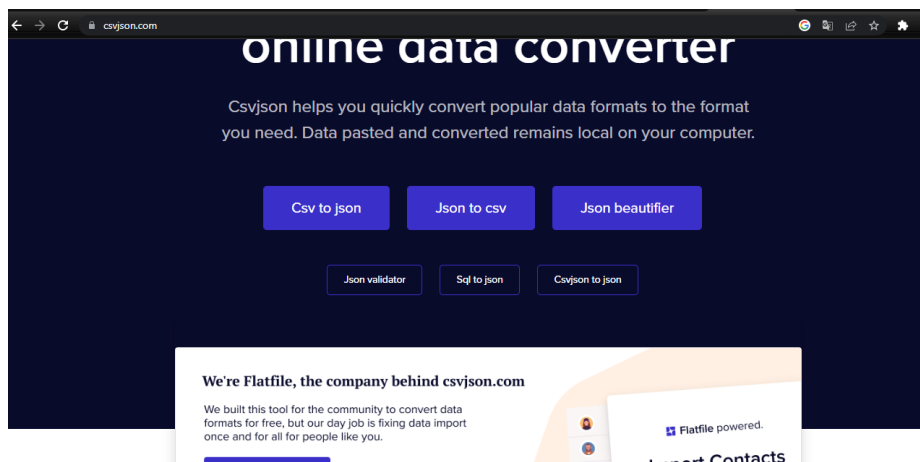 csvjson.com
online data converter
Csvjson helps you quickly convert popular data formats to the format
you need. Data pasted and converted remains local on your computer.
Csv to json Json to csv Json beautifier
Json validator Sql to json Csvjson to json
We're Flatfile, the company behind csvjson.com
We built this tool for the community to convert data
formats for free, but our day job is fixing data import
once and for all for people like you.
Flatfile powered.
Contacts